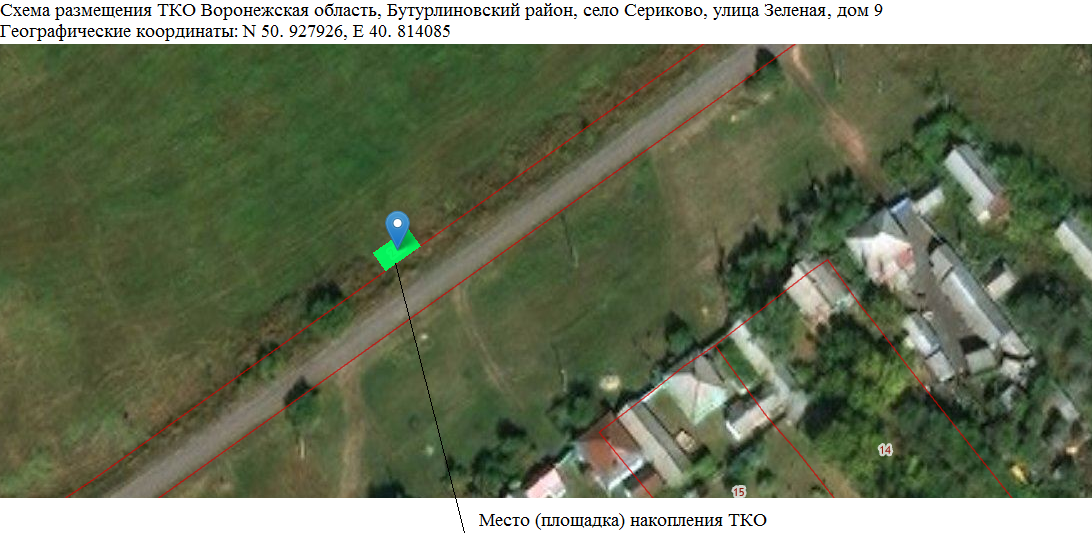 Схема размещения ТКО Воронежская область, Бутурлиновский район, село Сериково, улица Зеленая, дом 9
Географические координаты: N 50. 927926, E 40. 814085
14
15
Место (площадка) накопления ТКО